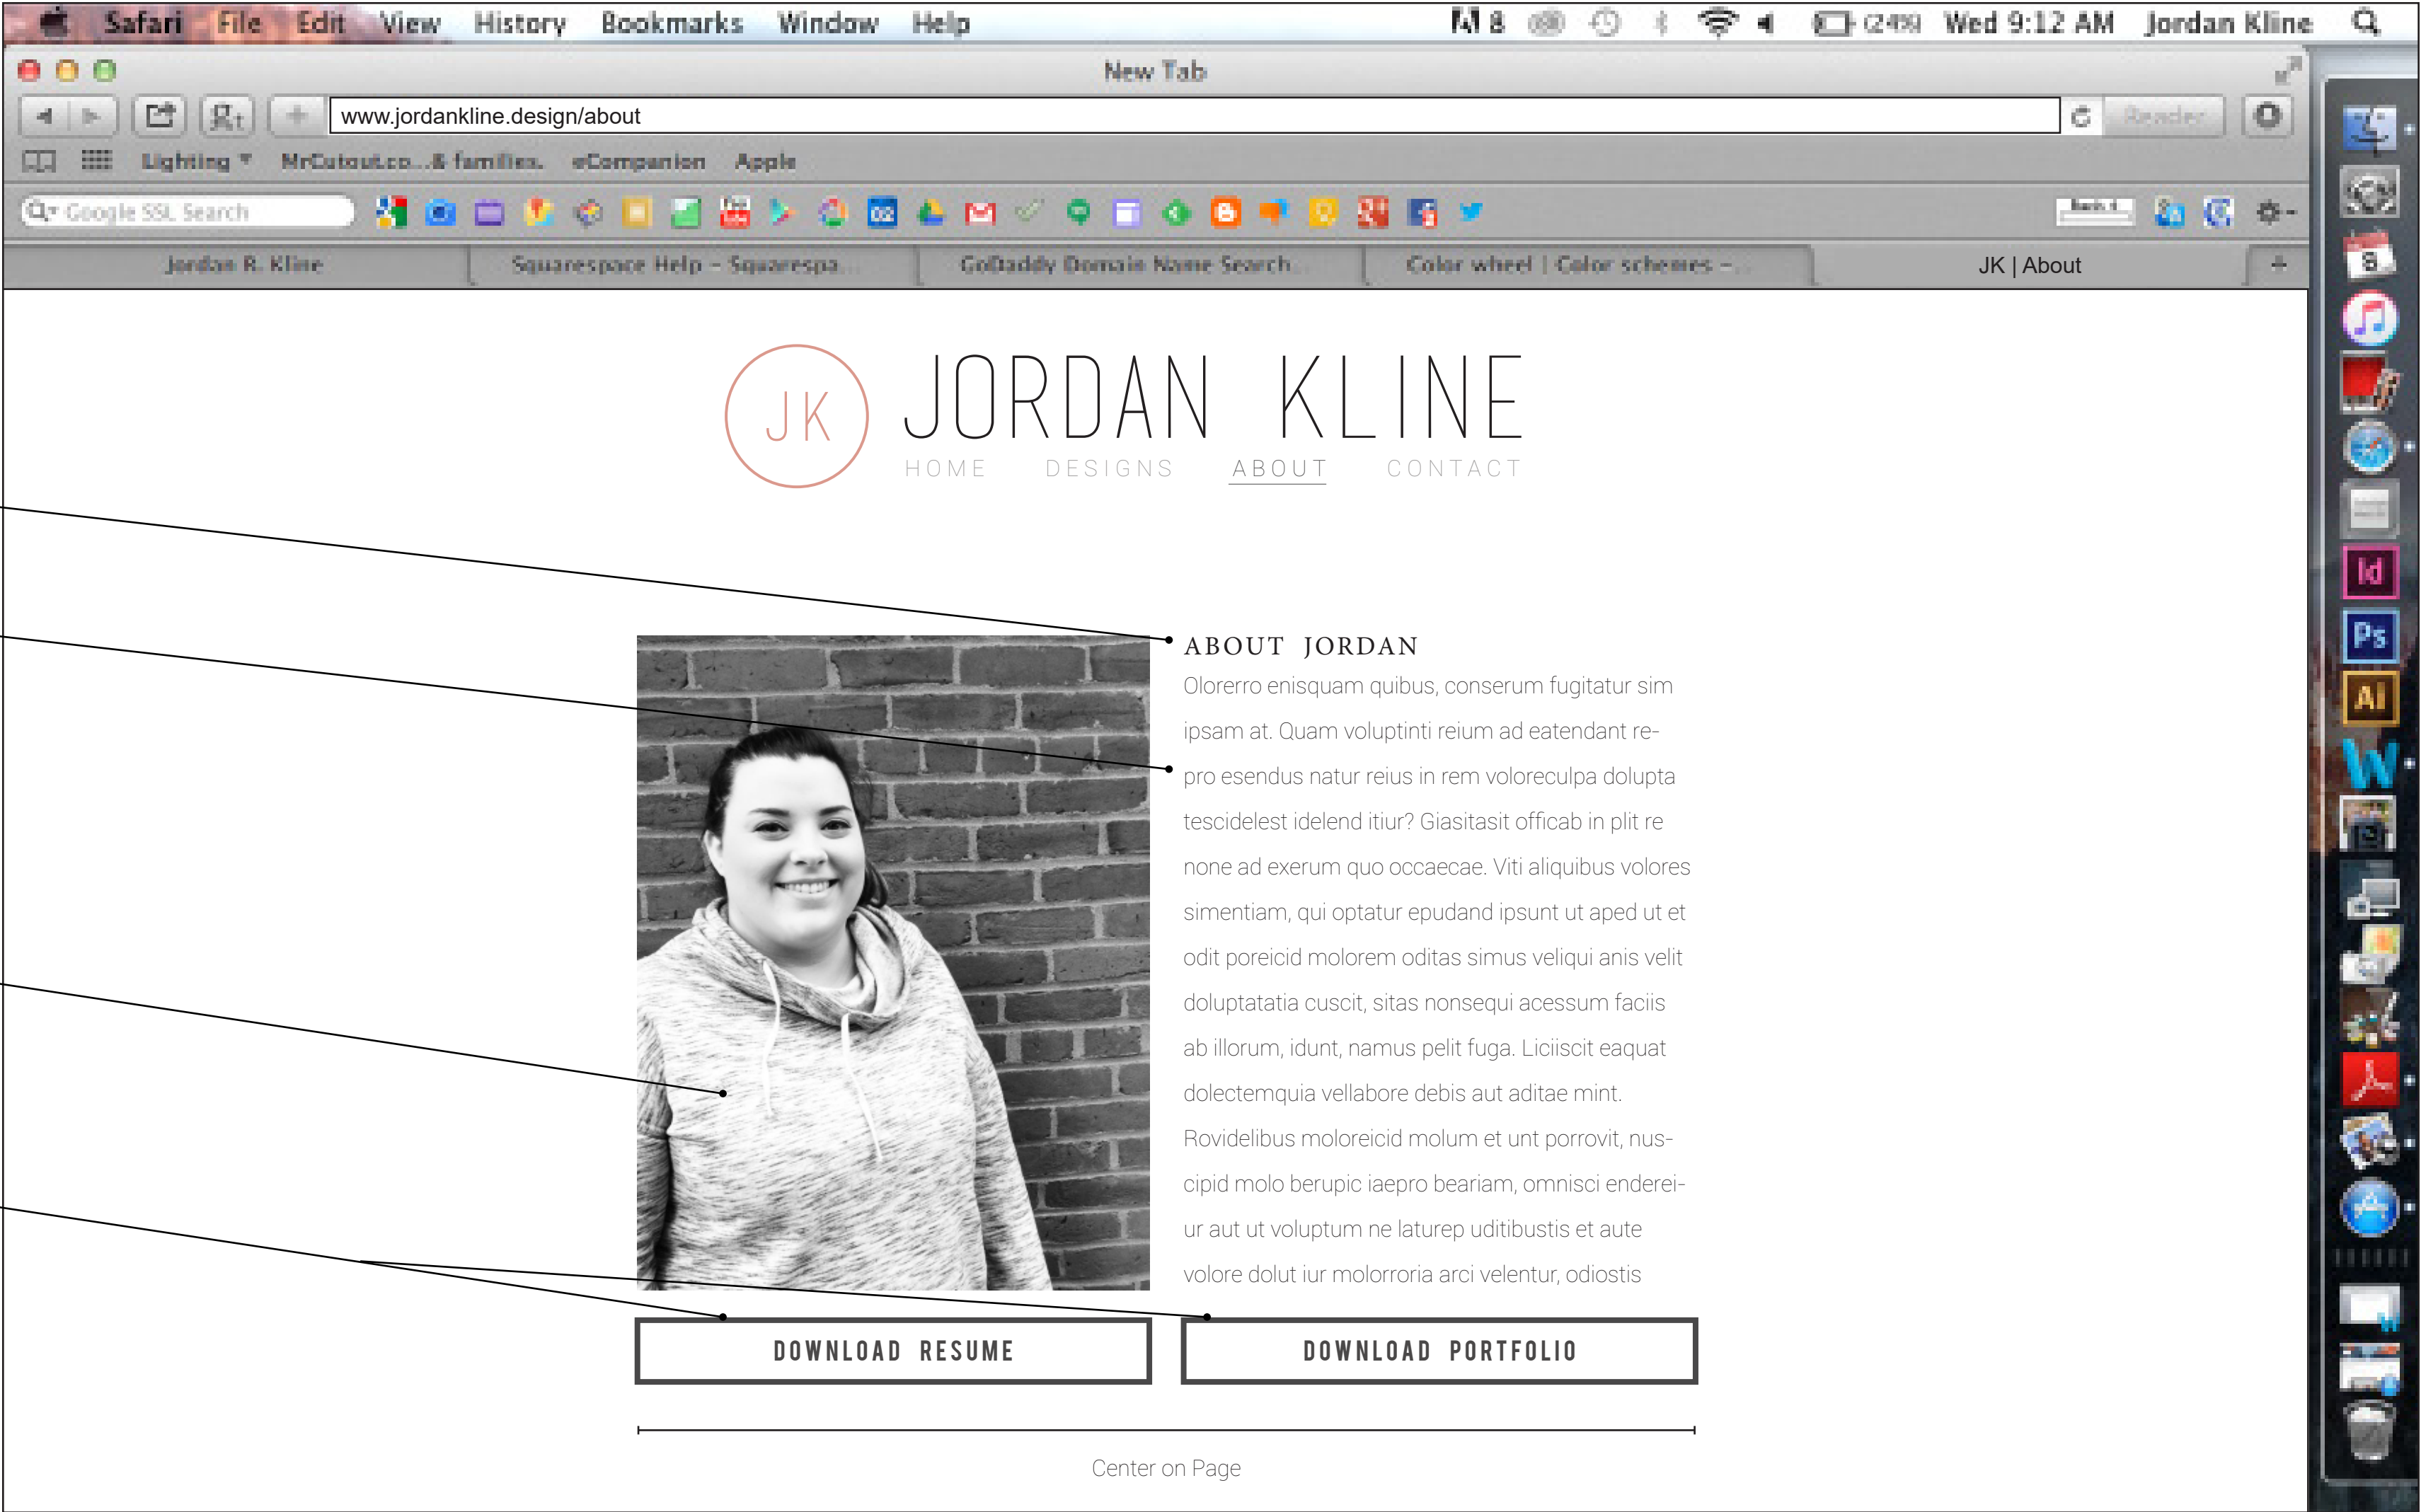 Safari File Edit View History Bookmarks Window Help
8 (24%) Wed 9:12 AM Jordan Kline
New Tab
www.jordankline.design/about
Reader
Lighting MrCutout.co...& families. eCompanion Apple
Google SSL Search
Jordan R. Kline
Squarespace Help – Squarespa...
GoDaddy Domain Name Search...
Color wheel | Color schemes –...
JK | About
+
JK
JORDAN KLINE
HOME DESIGNS ABOUT CONTACT
ABOUT JORDAN
Olorerro enisquam quibus, conserum fugitatur sim
ipsam at. Quam voluptinti reium ad eatendant re-
pro esendus natur reius in rem voloreculpa dolupta
tescidelest idelend itiur? Giasitasit officab in plit re
none ad exerum quo occaecae. Viti aliquibus volores
simentiam, qui optatur epudand ipsunt ut aped ut et
odit poreicid molorem oditas simus veliqui anis velit
doluptatatia cuscit, sitas nonsequi acessum faciis
ab illorum, idunt, namus pelit fuga. Liciiscit eaquat
dolectemquia vellabore debis aut aditae mint.
Rovidelibus moloreicid molum et unt porrovit, nus-
cipid molo berupic iaepro beariam, omnisci enderei-
ur aut ut voluptum ne laturep uditibustis et aute
volore dolut iur molorroria arci velentur, odiostis
DOWNLOAD RESUME
DOWNLOAD PORTFOLIO
Center on Page
8
Id
Ps
Ai
W